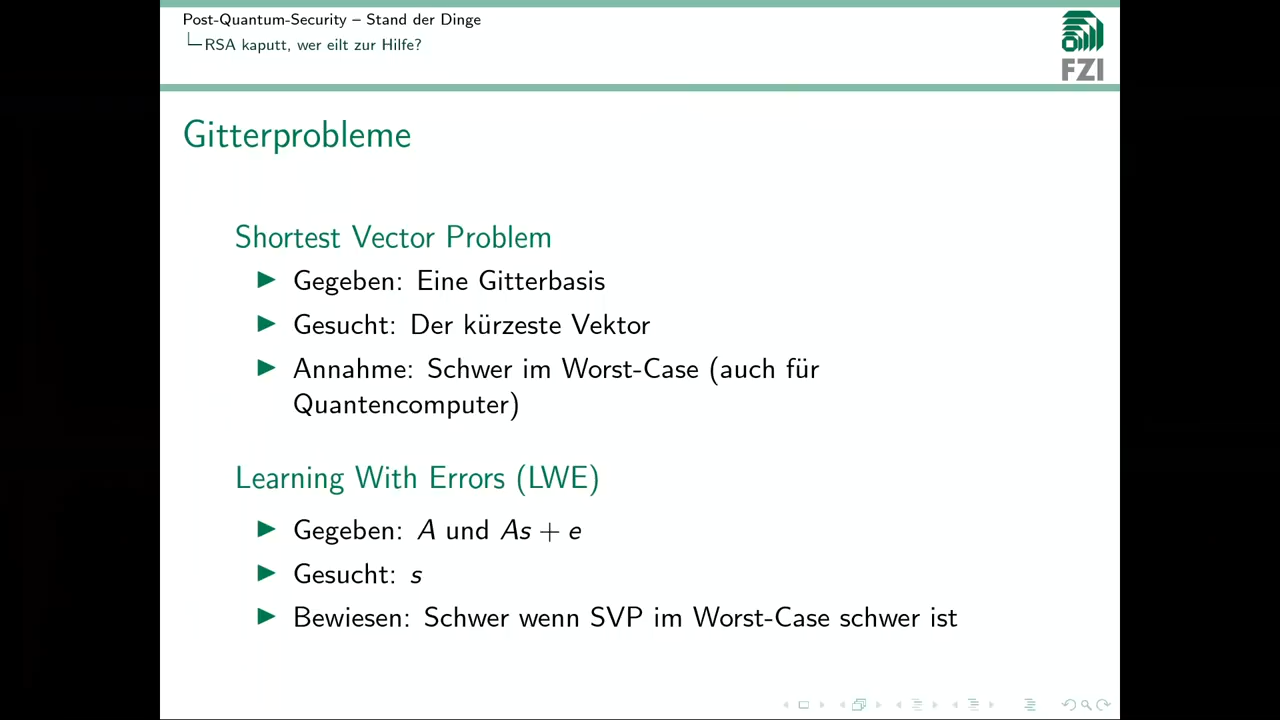 Post-Quantum-Security – Stand der Dinge
RSA kaputt, wer eilt zur Hilfe?
FZI
Gitterprobleme
Shortest Vector Problem
Gegeben: Eine Gitterbasis
Gesucht: Der kürzeste Vektor
Annahme: Schwer im Worst-Case (auch für
Quantencomputer)
Learning With Errors (LWE)
Gegeben: A und As + e
Gesucht: s
Bewiesen: Schwer wenn SVP im Worst-Case schwer ist